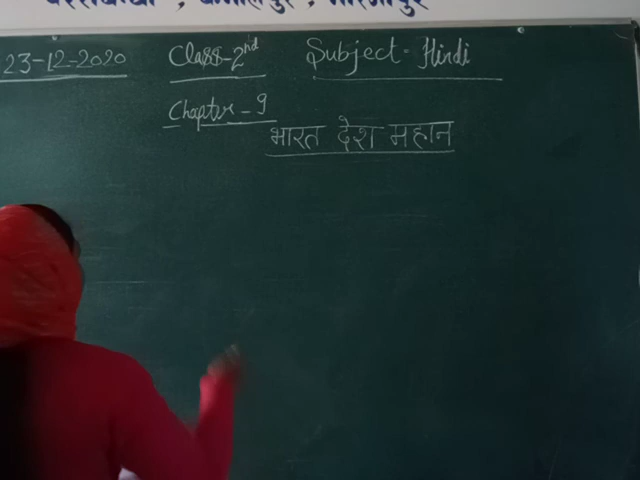 23-12-2020 Class-2nd Subject - Hindi
Chapter - 9
भारत देश महान